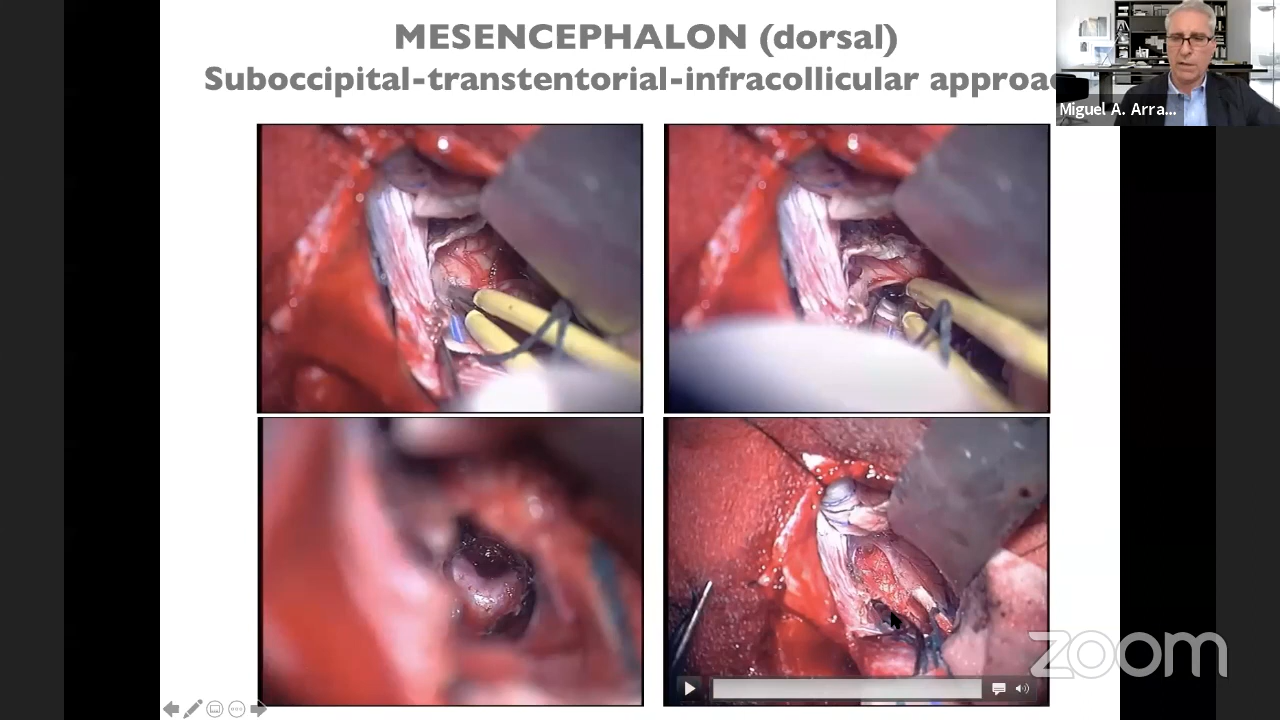 MESENCEPHALON (dorsal)
Suboccipital-transtentorial-infracollicular approac
Miguel A. Arra...
zoom